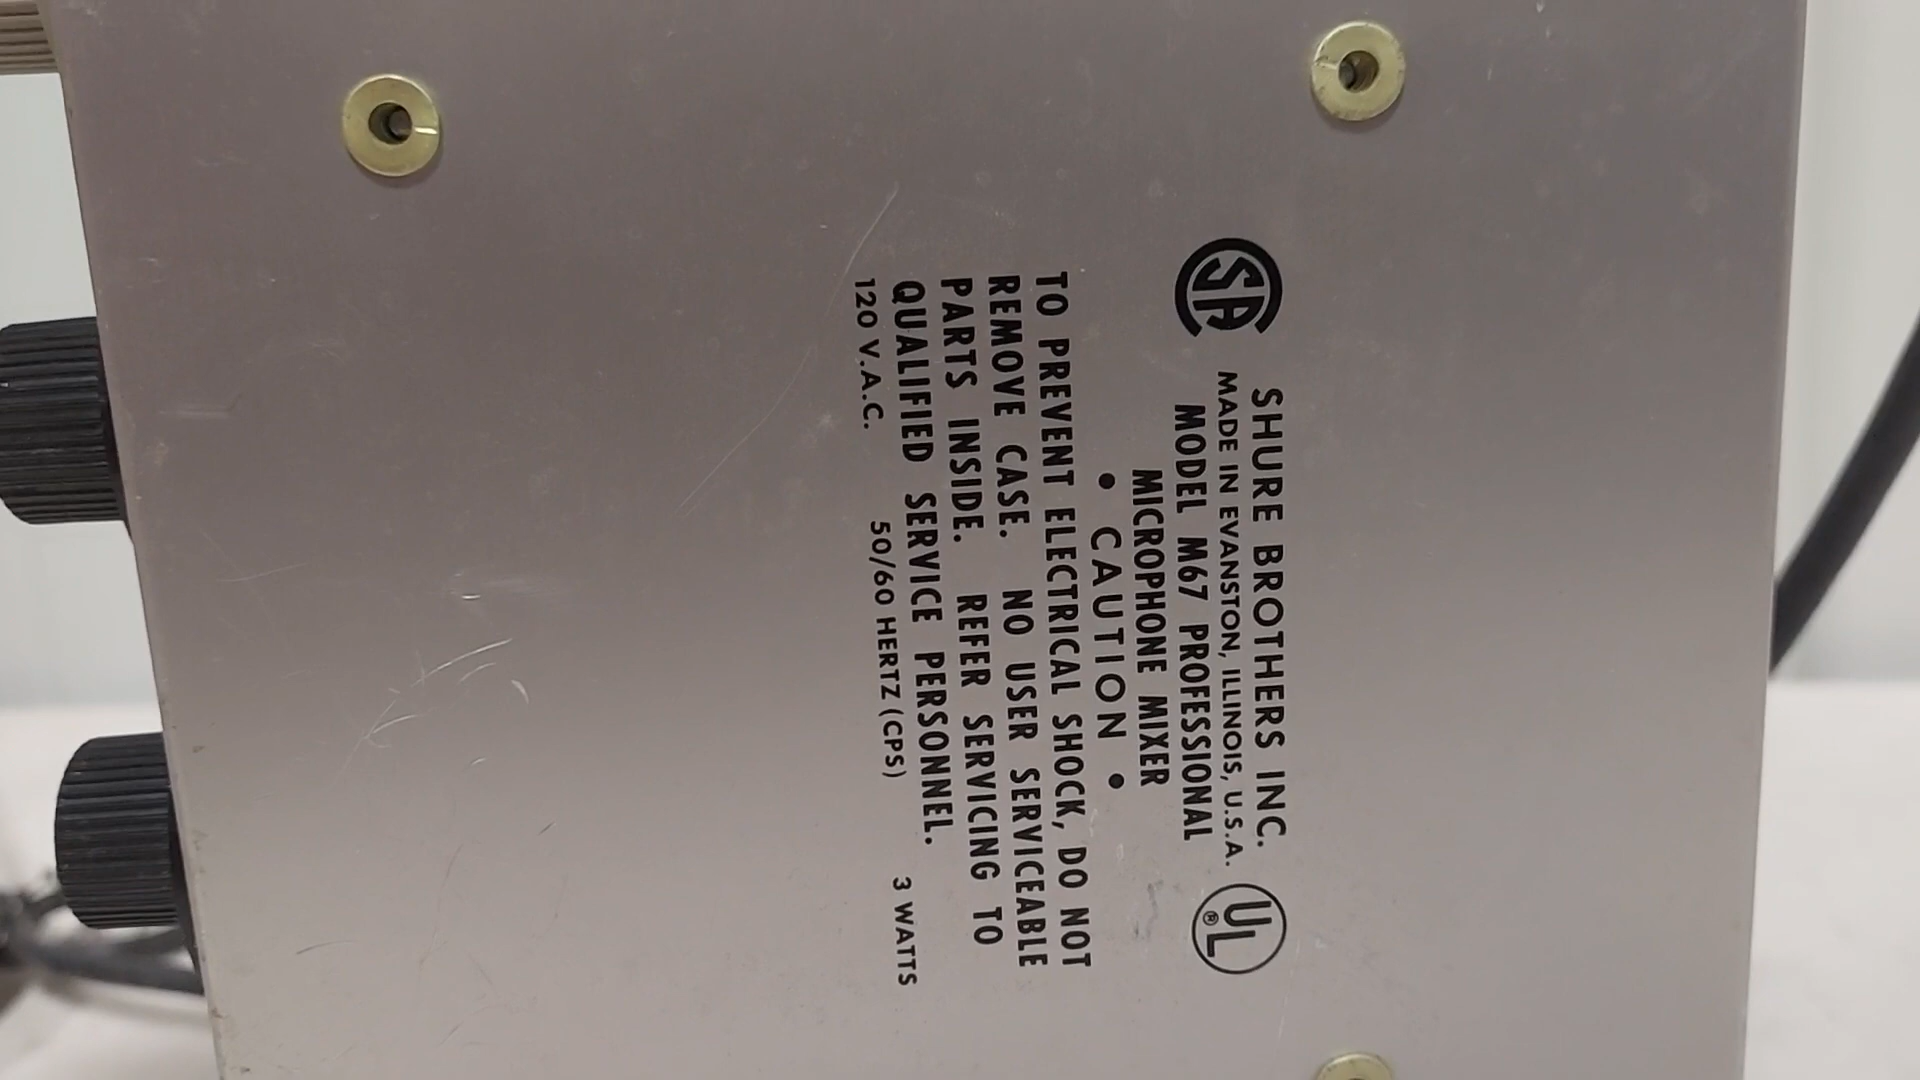 SA
SHURE BROTHERS INC.
MADE IN EVANSTON, ILLINOIS, U.S.A.
UL
®
MODEL M67 PROFESSIONAL
MICROPHONE MIXER
• CAUTION •
TO PREVENT ELECTRICAL SHOCK, DO NOT
REMOVE CASE. NO USER SERVICEABLE
PARTS INSIDE. REFER SERVICING TO
QUALIFIED SERVICE PERSONNEL.
120 V.A.C. 50/60 HERTZ (CPS) 3 WATTS